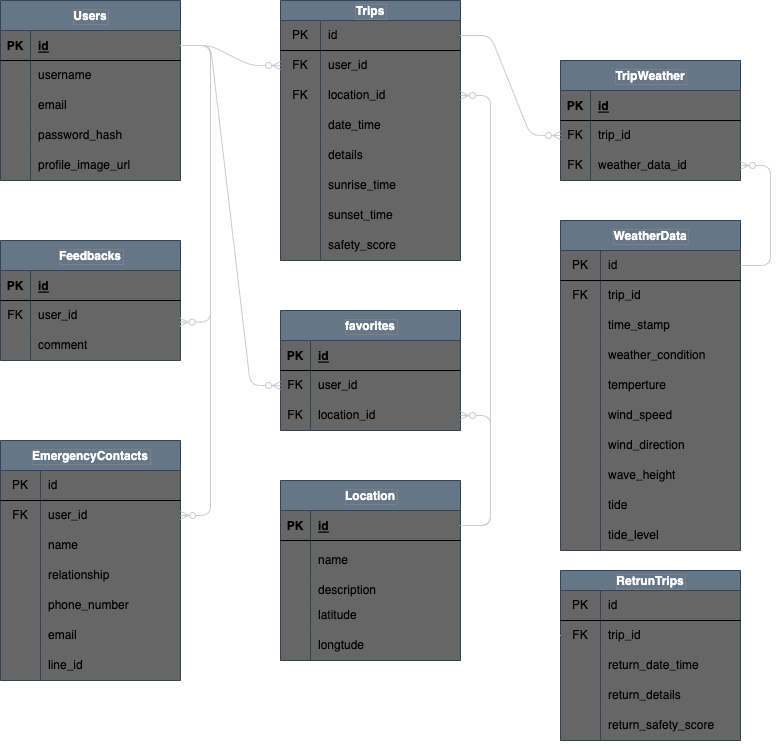 Users
PK id
username
email
password_hash
profile_image_url
Feedbacks
PK id
FK user_id
comment
EmergencyContacts
PK id
FK user_id
name
relationship
phone_number
email
line_id
Trips
PK id
FK user_id
FK location_id
date_time
details
sunrise_time
sunset_time
safety_score
favorites
PK id
FK user_id
FK location_id
Location
PK id
name
description
latitude
longtude
TripWeather
PK id
FK trip_id
FK weather_data_id
WeatherData
PK id
FK trip_id
time_stamp
weather_condition
temperture
wind_speed
wind_direction
wave_height
tide
tide_level
RetrunTrips
PK id
FK trip_id
return_date_time
return_details
return_safety_score